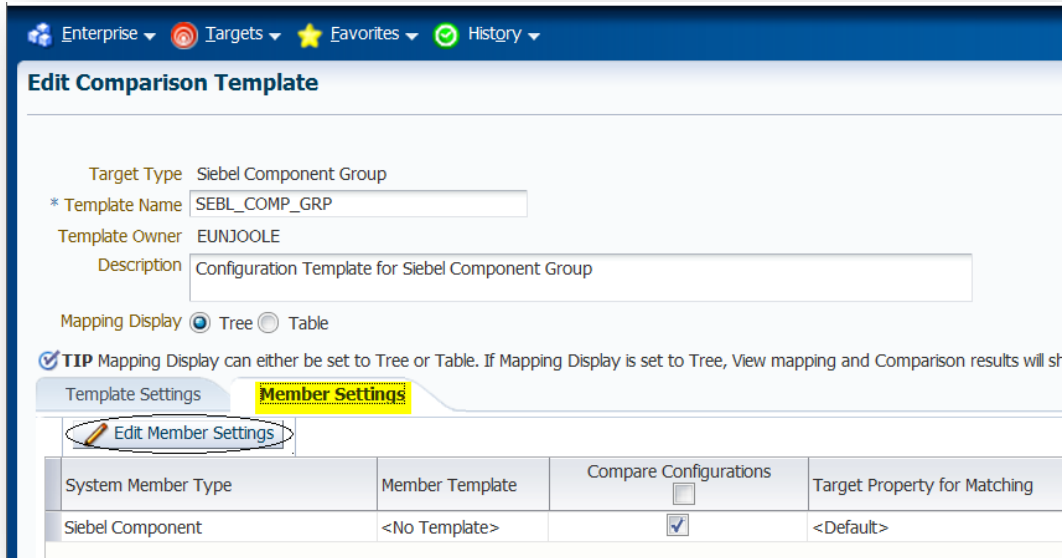 Enterprise Targets Favorites History
Edit Comparison Template
Target Type Siebel Component Group
* Template Name SEBL_COMP_GRP
Template Owner EUNJOOLE
Description Configuration Template for Siebel Component Group
Mapping Display Tree Table
TIP Mapping Display can either be set to Tree or Table. If Mapping Display is set to Tree, View mapping and Comparison results will
Template Settings Member Settings
Edit Member Settings
System Member Type Member Template Compare Configurations Target Property for Matching
Siebel Component <No Template> <Default>